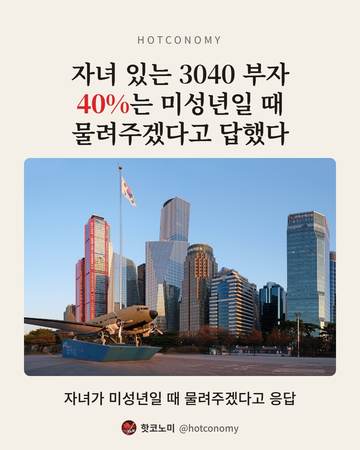 HOTCONOMY
자녀 있는 3040 부자
40%는 미성년일 때
물려주겠다고 답했다
자녀가 미성년일 때 물려주겠다고 응답
핫코노미 @hotconomy